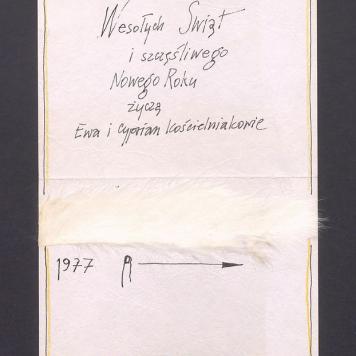 Wesołych Świąt
i szczęśliwego
Nowego Roku
życzą
Ewa i Cyprian Kościelniakowie
1977